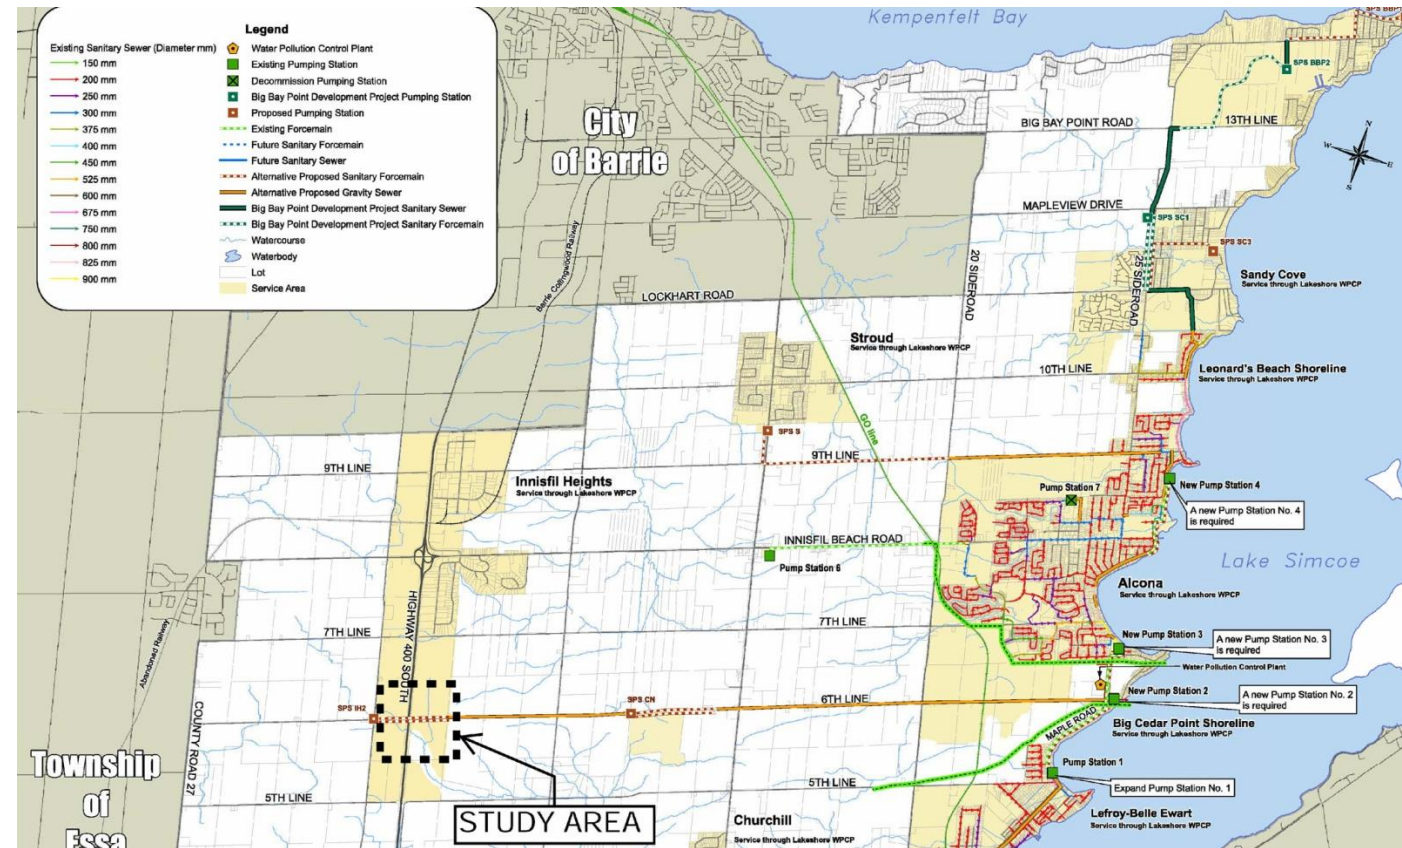 Kempenfelt Bay
Legend
Existing Sanitary Sewer (Diameter mm)
150 mm
200 mm
250 mm
300 mm
375 mm
400 mm
450 mm
525 mm
600 mm
675 mm
750 mm
800 mm
825 mm
900 mm
Water Pollution Control Plant
Existing Pumping Station
Decommission Pumping Station
Big Bay Point Development Project Pumping Station
Proposed Pumping Station
Existing Forcemain
Future Sanitary Forcemain
Future Sanitary Sewer
Alternative Proposed Sanitary Forcemain
Alternative Proposed Gravity Sewer
Big Bay Point Development Project Sanitary Sewer
Big Bay Point Development Project Sanitary Forcemain
Watercourse
Waterbody
Lot
Service Area
City
of Barrie
Barrie Collingwood Railway
SPS BBP2
BIG BAY POINT ROAD
13TH LINE
N
W
E
S
MAPLEVIEW DRIVE
SPS SC1
SPS SC3
20 SIDEROAD
25 SIDEROAD
Sandy Cove
Service through Lakeshore WPCP
LOCKHART ROAD
Stroud
Service through Lakeshore WPCP
10TH LINE
Leonard's Beach Shoreline
Service through Lakeshore WPCP
GO line
SPS S
9TH LINE
9TH LINE
Innisfil Heights
Service through Lakeshore WPCP
Pump Station 7
New Pump Station 4
A new Pump Station No. 4
is required
INNISFIL BEACH ROAD
Pump Station 6
Lake Simcoe
Alcona
Service through Lakeshore WPCP
HIGHWAY 400 SOUTH
7TH LINE
7TH LINE
Abandoned Railway
New Pump Station 3
A new Pump Station No. 3
is required
Water Pollution Control Plant
SPS IH2
SPS CN
6TH LINE
New Pump Station 2
A new Pump Station No. 2
is required
COUNTY ROAD 27
MAPLE ROAD
Big Cedar Point Shoreline
Service through Lakeshore WPCP
Township
of
Essa
Pump Station 1
Expand Pump Station No. 1
5TH LINE
5TH LINE
STUDY AREA
Churchill
Service through Lakeshore WPCP
Lefroy-Belle Ewart
Service through Lakeshore WPCP